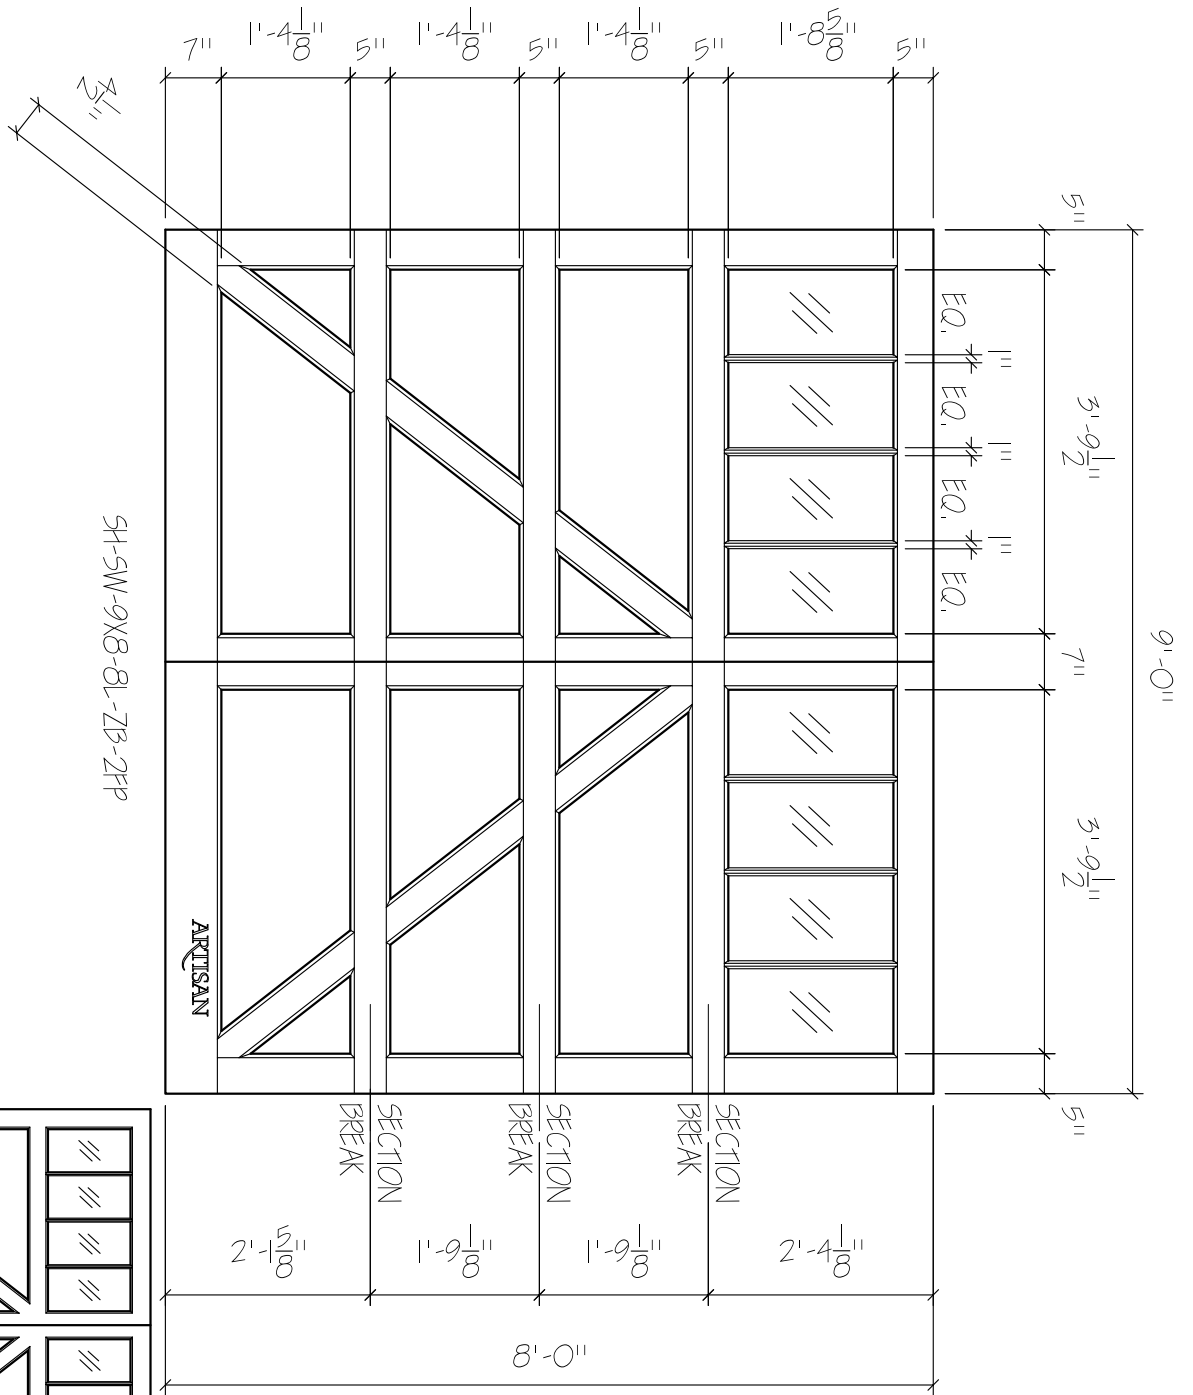 7" 1'-4 1/8" 5" 1'-4 1/8" 5" 1'-4 1/8" 5" 1'-8 5/8" 5"
4 1/2"
5"
3'-9 1/2"
7"
3'-9 1/2"
5"
9'-0"
EQ. 1" EQ. 1" EQ. 1" EQ.
SH-SW-9X8-8L-ZB-2FP
ARTISAN
SECTION
BREAK
SECTION
BREAK
SECTION
BREAK
2'-1 5/8" 1'-9 1/8" 1'-9 1/8" 2'-4 1/8"
8'-0"